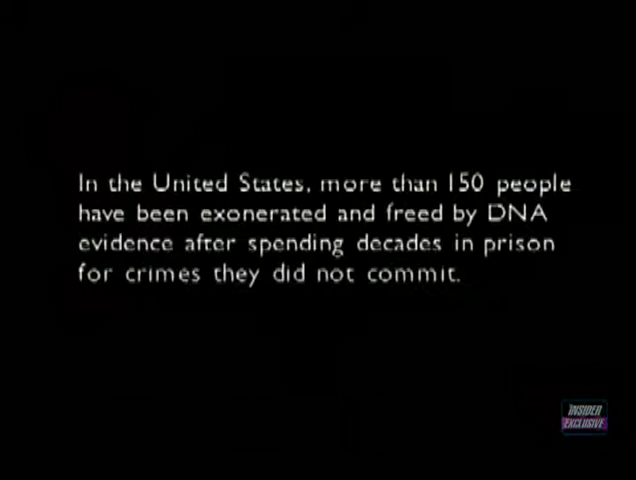 In the United States, more than 150 people
have been exonerated and freed by DNA
evidence after spending decades in prison
for crimes they did not commit.
INSIDER
EXCLUSIVE